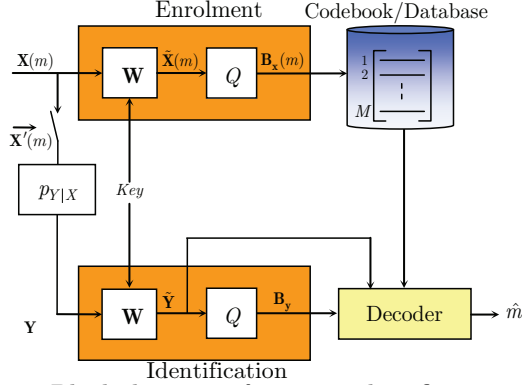 Enrolment
Codebook/Database
X(m)
W
X̃(m)
Q
B_x(m)
1
2
M
X′(m)
p_{Y|X}
Key
Y
W
Ỹ
Q
B_y
Decoder
m̂
Identification